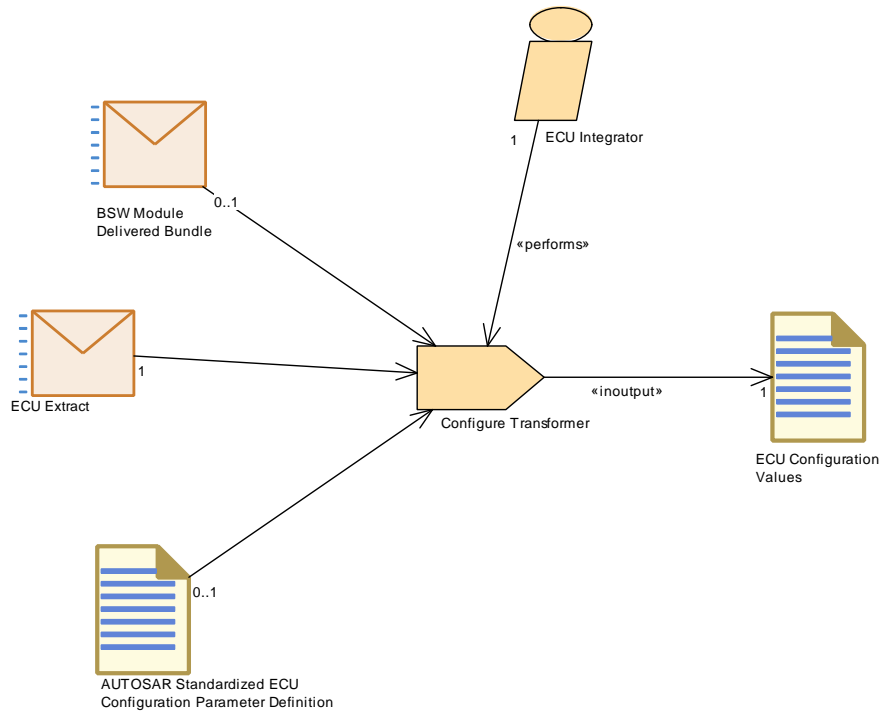 1
ECU Integrator
0..1
BSW Module
Delivered Bundle
«performs»
1
ECU Extract
Configure Transformer
«inoutput»
1
ECU Configuration
Values
0..1
AUTOSAR Standardized ECU
Configuration Parameter Definition